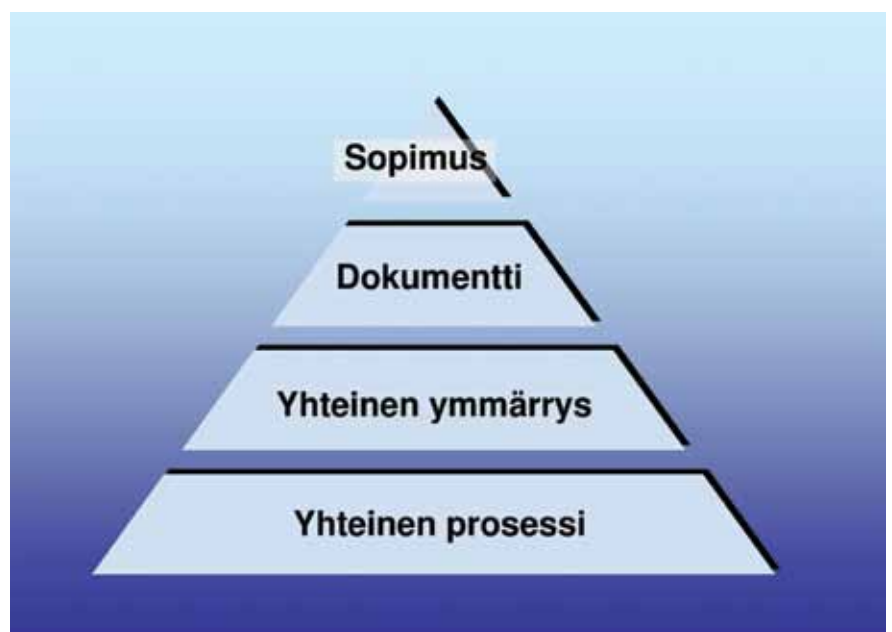 Sopimus
Dokumentti
Yhteinen ymmärrys
Yhteinen prosessi